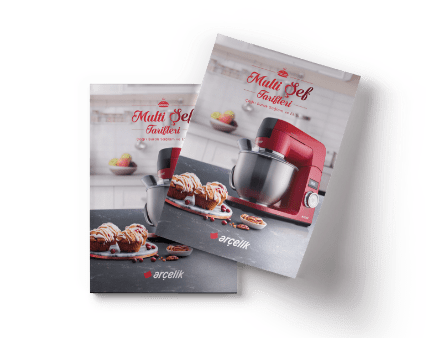 Multi Şef
Tarifleri
arçelik
Multi Şef
Tarifleri
arçelik